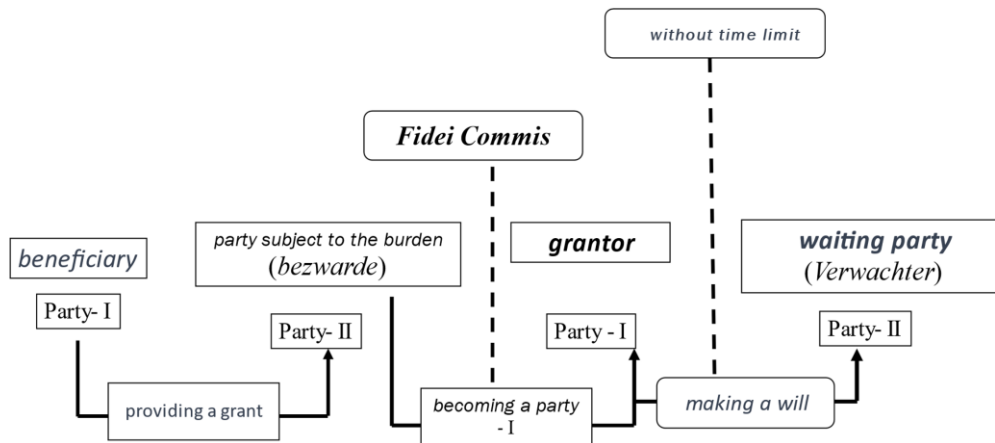 without time limit
Fidei Commis
party subject to the burden
(bezwarde)
grantor
waiting party
(Verwachter)
beneficiary
Party- I
Party- II
Party - I
Party- II
providing a grant
becoming a party
- I
making a will